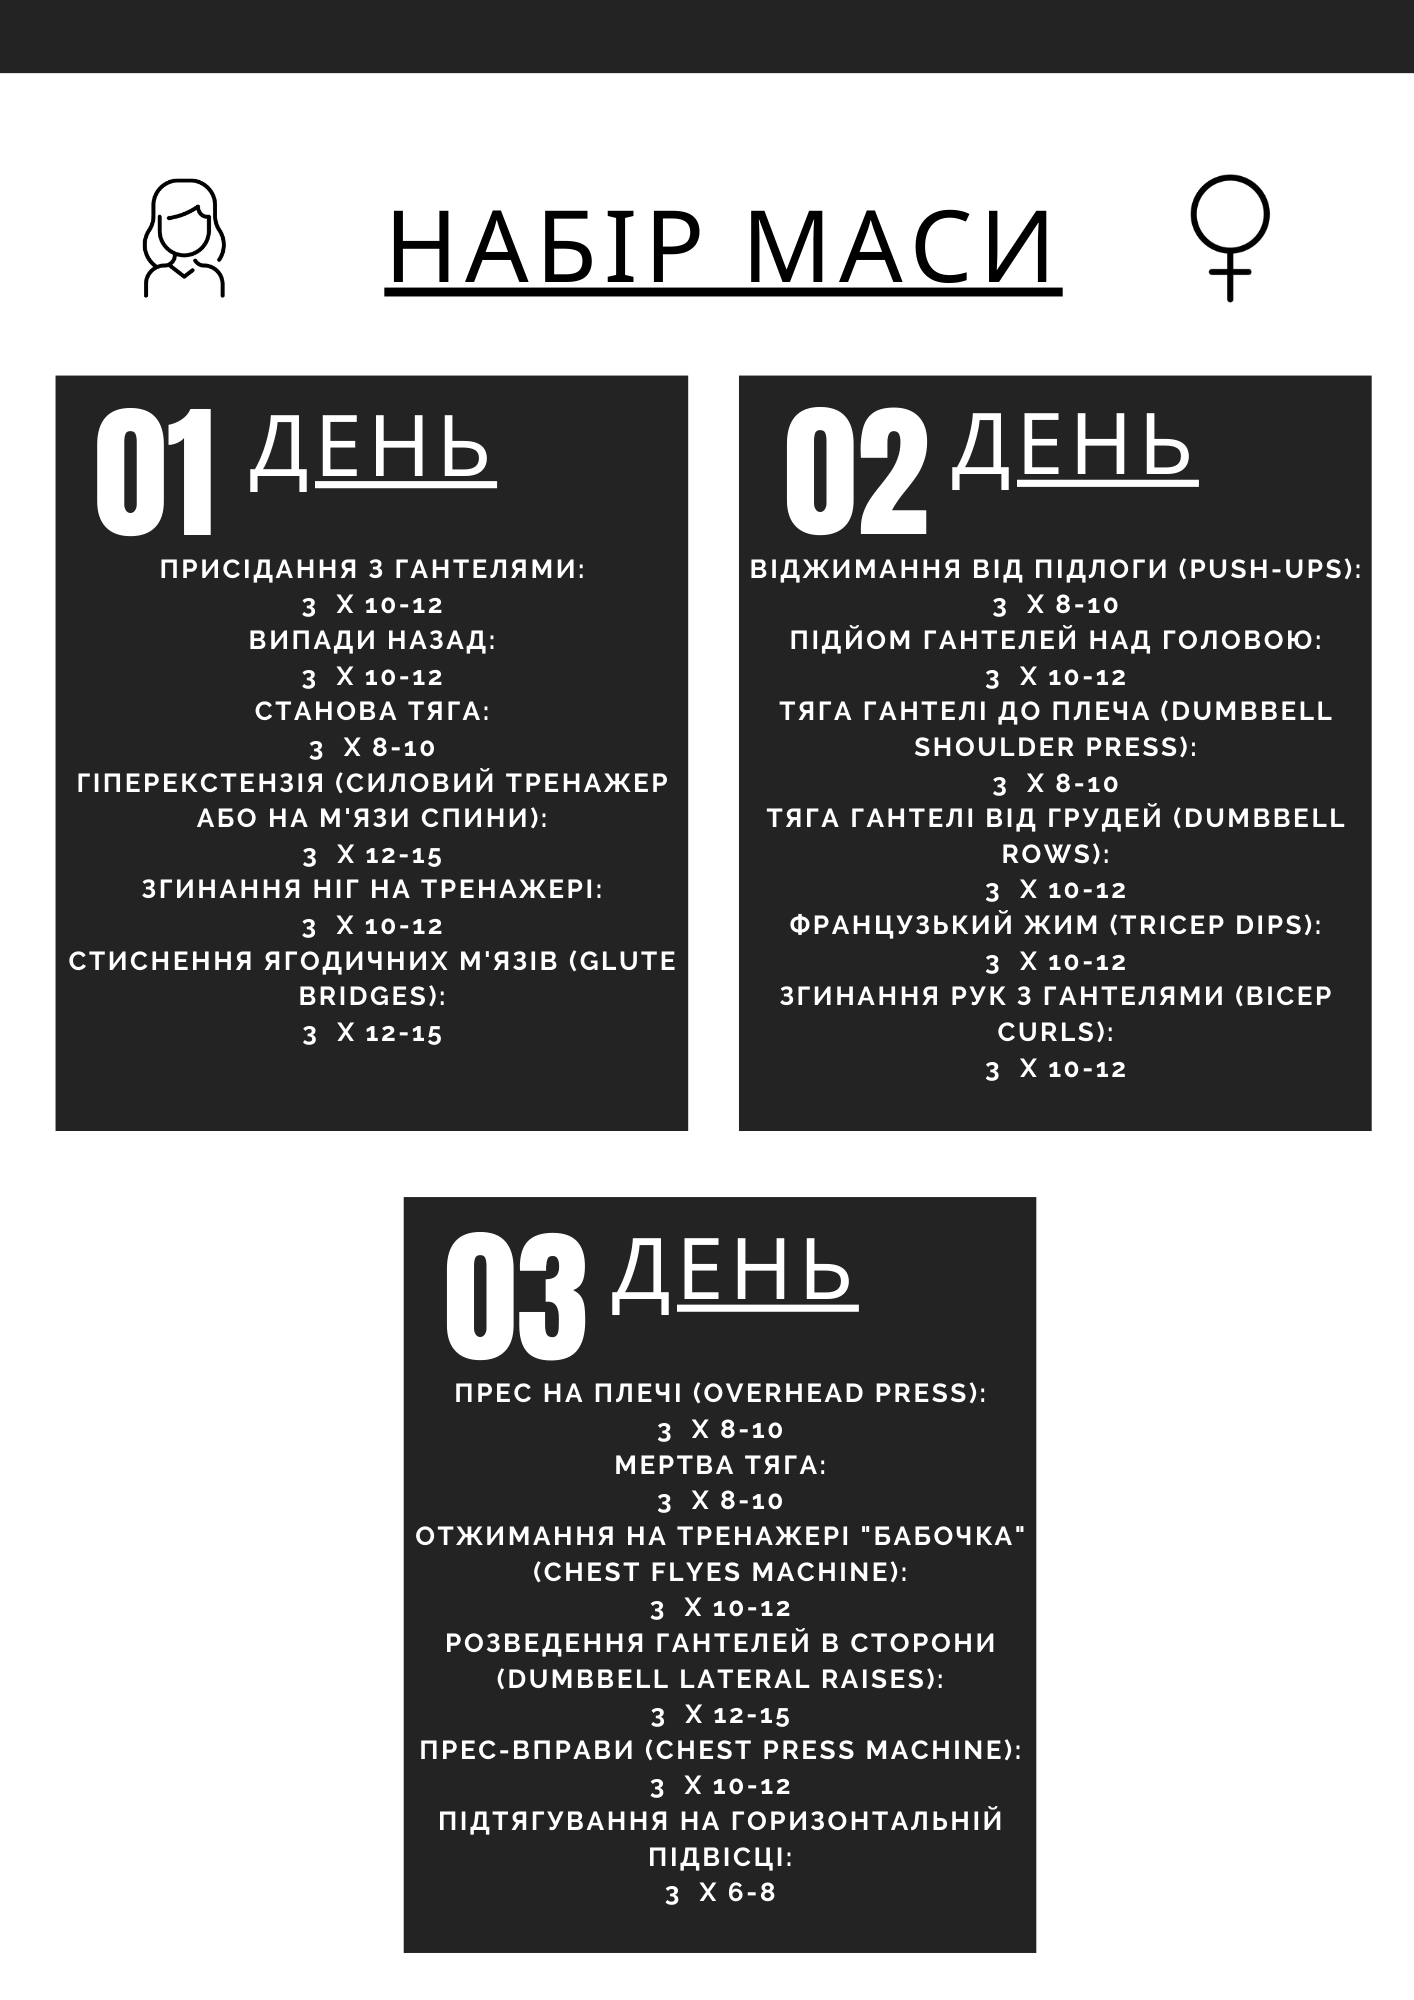 НАБІР МАСИ
01 ДЕНЬ
ПРИСІДАННЯ З ГАНТЕЛЯМИ:
3 X 10-12
ВИПАДИ НАЗАД:
3 X 10-12
СТАНОВА ТЯГА:
3 X 8-10
ГІПЕРЕКСТЕНЗІЯ (СИЛОВИЙ ТРЕНАЖЕР
АБО НА М'ЯЗИ СПИНИ):
3 X 12-15
ЗГИНАННЯ НІГ НА ТРЕНАЖЕРІ:
3 X 10-12
СТИСНЕННЯ ЯГОДИЧНИХ М'ЯЗІВ (GLUTE
BRIDGES):
3 X 12-15
02 ДЕНЬ
ВІДЖИМАННЯ ВІД ПІДЛОГИ (PUSH-UPS):
3 X 8-10
ПІДЙОМ ГАНТЕЛЕЙ НАД ГОЛОВОЮ:
3 X 10-12
ТЯГА ГАНТЕЛІ ДО ПЛЕЧА (DUMBBELL
SHOULDER PRESS):
3 X 8-10
ТЯГА ГАНТЕЛІ ВІД ГРУДЕЙ (DUMBBELL
ROWS):
3 X 10-12
ФРАНЦУЗЬКИЙ ЖИМ (TRICEP DIPS):
3 X 10-12
ЗГИНАННЯ РУК З ГАНТЕЛЯМИ (BICEP
CURLS):
3 X 10-12
03 ДЕНЬ
ПРЕС НА ПЛЕЧІ (OVERHEAD PRESS):
3 X 8-10
МЕРТВА ТЯГА:
3 X 8-10
ОТЖИМАННЯ НА ТРЕНАЖЕРІ "БАБОЧКА"
(CHEST FLYES MACHINE):
3 X 10-12
РОЗВЕДЕННЯ ГАНТЕЛЕЙ В СТОРОНИ
(DUMBBELL LATERAL RAISES):
3 X 12-15
ПРЕС-ВПРАВИ (CHEST PRESS MACHINE):
3 X 10-12
ПІДТЯГУВАННЯ НА ГОРИЗОНТАЛЬНІЙ
ПІДВІСЦІ:
3 X 6-8